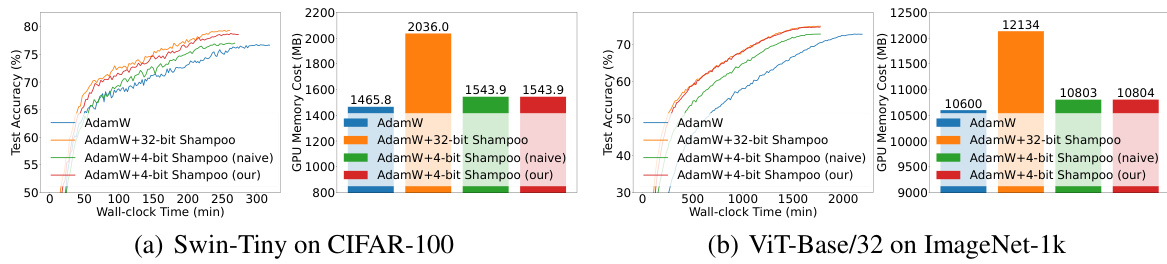 80
75
70
65
60
55
50
Test Accuracy (%)
AdamW
AdamW+32-bit Shampoo
AdamW+4-bit Shampoo (naive)
AdamW+4-bit Shampoo (our)
0 50 100 150 200 250 300
Wall-clock Time (min)
2200
2000
1800
1600
1400
1200
1000
800
GPU Memory Cost (MB)
1465.8
2036.0
1543.9
1543.9
AdamW
AdamW+32-bit Shampoo
AdamW+4-bit Shampoo (naive)
AdamW+4-bit Shampoo (our)
(a) Swin-Tiny on CIFAR-100
70
60
50
40
30
Test Accuracy (%)
AdamW
AdamW+32-bit Shampoo
AdamW+4-bit Shampoo (naive)
AdamW+4-bit Shampoo (our)
0 500 1000 1500 2000
Wall-clock Time (min)
12500
12000
11500
11000
10500
10000
9500
9000
GPU Memory Cost (MB)
10600
12134
10803
10804
AdamW
AdamW+32-bit Shampoo
AdamW+4-bit Shampoo (naive)
AdamW+4-bit Shampoo (our)
(b) ViT-Base/32 on ImageNet-1k